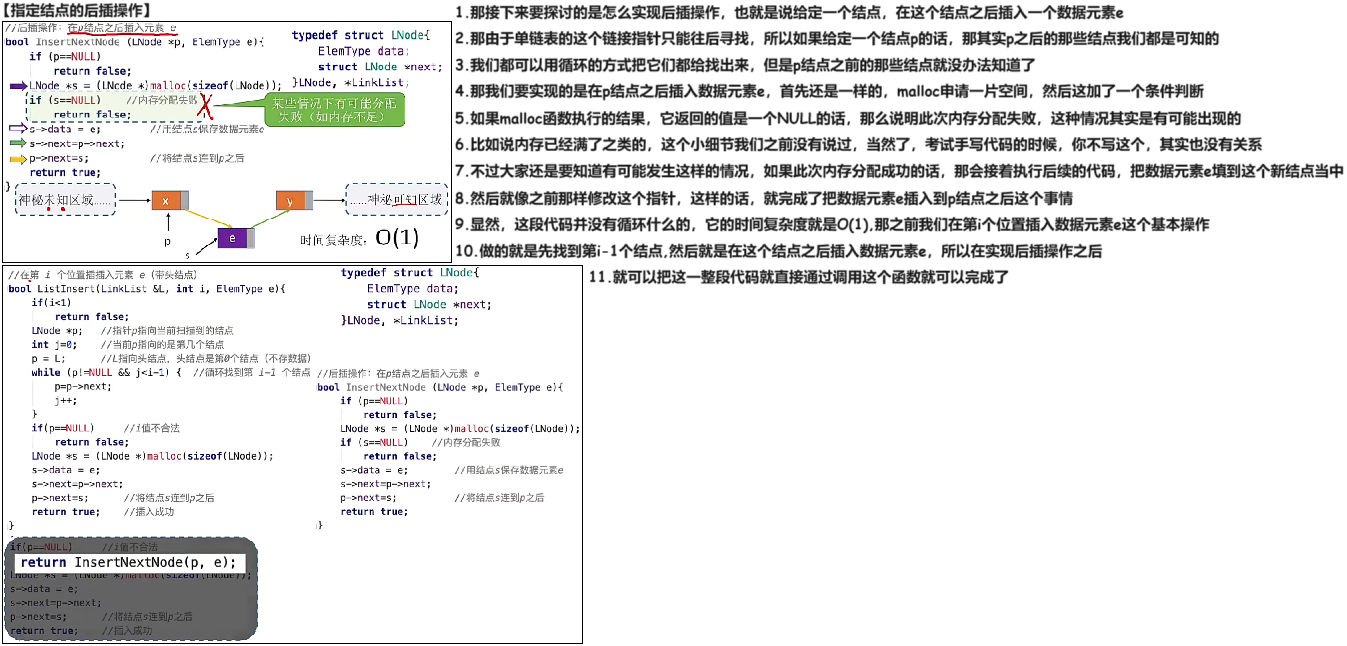 【指定结点的后插操作】
//后插操作：在p结点之后插入元素 e
bool InsertNextNode (LNode *p, ElemType e){
if (p==NULL)
return false;
LNode *s = (LNode *)malloc(sizeof(LNode));
if (s==NULL) //内存分配失败
return false;
s->data = e; //用结点s保存数据元素e
s->next=p->next;
p->next=s; //将结点s连到p之后
return true;
}
typedef struct LNode{
ElemType data;
struct LNode *next;
}LNode, *LinkList;
某些情况下有可能分配
失败（如内存不足）
神秘未知区域……
x
y
……神秘可知区域
p
e
s
时间复杂度：O(1)
//在第 i 个位置插插入元素 e（带头结点）
bool ListInsert(LinkList &L, int i, ElemType e){
if(i<1)
return false;
LNode *p; //指针p指向当前扫描到的结点
int j=0; //当前p指向的是第几个结点
p = L; //L指向头结点，头结点是第0个结点（不存数据）
while (p!=NULL && j<i-1) { //循环找到第 i-1 个结点
p=p->next;
j++;
}
if(p==NULL) //i值不合法
return false;
LNode *s = (LNode *)malloc(sizeof(LNode));
s->data = e;
s->next=p->next;
p->next=s; //将结点s连到p之后
return true; //插入成功
}
typedef struct LNode{
ElemType data;
struct LNode *next;
}LNode, *LinkList;
//后插操作：在p结点之后插入元素 e
bool InsertNextNode (LNode *p, ElemType e){
if (p==NULL)
return false;
LNode *s = (LNode *)malloc(sizeof(LNode));
if (s==NULL) //内存分配失败
return false;
s->data = e; //用结点s保存数据元素e
s->next=p->next;
p->next=s; //将结点s连到p之后
return true;
}
if(p==NULL) //i值不合法
return InsertNextNode(p, e);
LNode *s = (LNode *)malloc(sizeof(LNode));
s->data = e;
s->next=p->next;
p->next=s; //将结点s连到p之后
return true; //插入成功
1.那接下来要探讨的是怎么实现后插操作，也就是说给定一个结点，在这个结点之后插入一个数据元素e
2.那由于单链表的这个链接指针只能往后寻找，所以如果给定一个结点p的话，那其实p之后的那些结点我们都是可知的
3.我们都可以用循环的方式把它们都给找出来，但是p结点之前的那些结点就没办法知道了
4.那我们要实现的是在p结点之后插入数据元素e，首先还是一样的，malloc申请一片空间，然后这加了一个条件判断
5.如果malloc函数执行的结果，它返回的值是一个NULL的话，那么说明此次内存分配失败，这种情况其实是有可能出现的
6.比如说内存已经满了之类的，这个小细节我们之前没有说过，当然了，考试手写代码的时候，你不写这个，其实也没有关系
7.不过大家还是要知道有可能发生这样的情况，如果此次内存分配成功的话，那会接着执行后续的代码，把数据元素e填到这个新结点当中
8.然后就像之前那样修改这个指针，这样的话，就完成了把数据元素e插入到p结点之后这个事情
9.显然，这段代码并没有循环什么的，它的时间复杂度就是O(1),那之前我们在第i个位置插入数据元素e这个基本操作
10.做的就是先找到第i-1个结点,然后就是在这个结点之后插入数据元素e，所以在实现后插操作之后
11.就可以把这一整段代码就直接通过调用这个函数就可以完成了